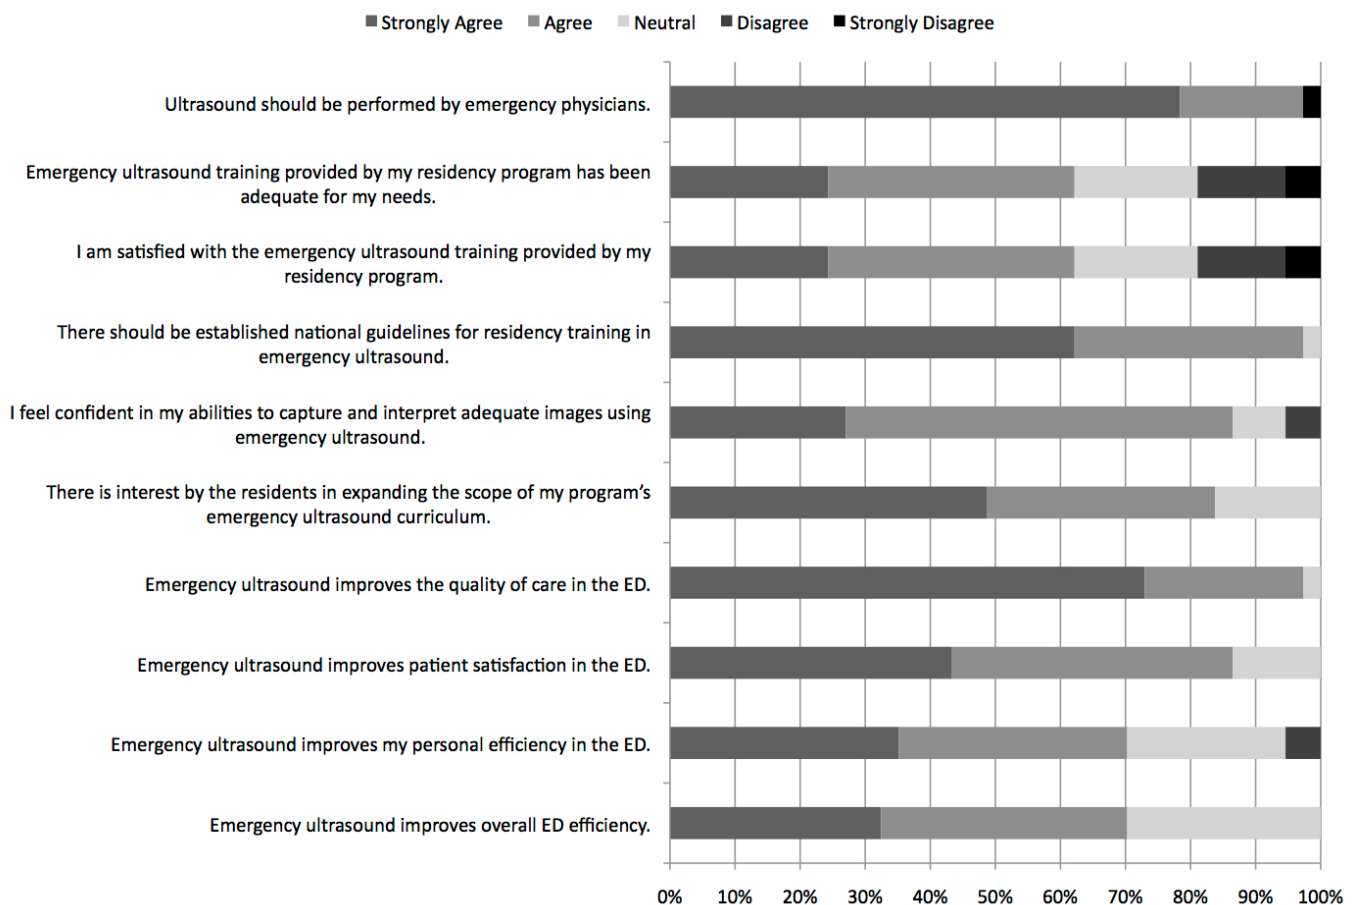 Strongly Agree Agree Neutral Disagree Strongly Disagree
Ultrasound should be performed by emergency physicians.
Emergency ultrasound training provided by my residency program has been
adequate for my needs.
I am satisfied with the emergency ultrasound training provided by my
residency program.
There should be established national guidelines for residency training in
emergency ultrasound.
I feel confident in my abilities to capture and interpret adequate images using
emergency ultrasound.
There is interest by the residents in expanding the scope of my program’s
emergency ultrasound curriculum.
Emergency ultrasound improves the quality of care in the ED.
Emergency ultrasound improves patient satisfaction in the ED.
Emergency ultrasound improves my personal efficiency in the ED.
Emergency ultrasound improves overall ED efficiency.
0% 10% 20% 30% 40% 50% 60% 70% 80% 90% 100%